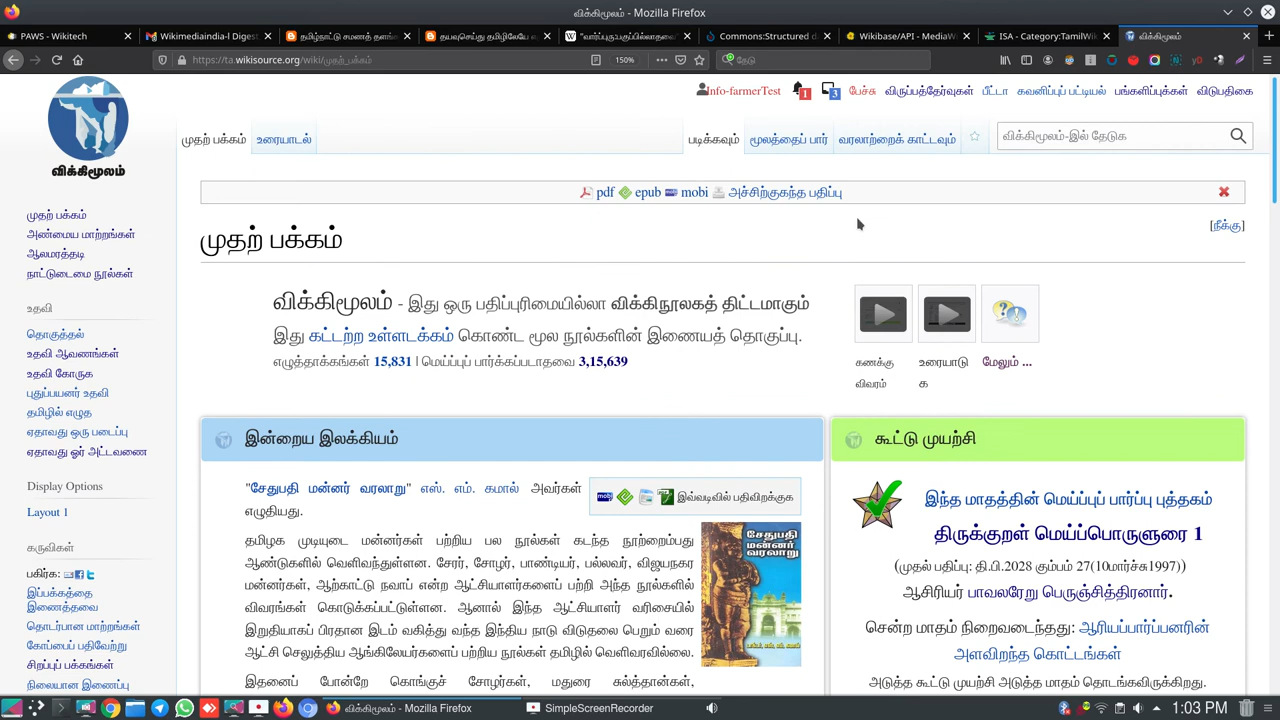 விக்கிமூலம் - Mozilla Firefox
PAWS - Wikitech
Wikimediaindia-l Digest
தமிழ்நாட்டு சமணத் தளங்க
தயவுசெய்து தமிழிலேயே எ
Commons:Structured da
Wikibase/API - MediaW
ISA - Category:TamilWik
விக்கிமூலம்
https://ta.wikisource.org/wiki/முதற்_பக்கம்
150%
தேடு
Info-farmerTest 1 3 பேச்சு விருப்பத்தேர்வுகள் பீட்டா கவனிப்புப் பட்டியல் பங்களிப்புக்கள் விடுபதிகை
முதற் பக்கம் உரையாடல் படிக்கவும் மூலத்தைப் பார் வரலாற்றைக் காட்டவும் விக்கிமூலம்-இல் தேடுக
விக்கிமூலம்
pdf epub mobi அச்சிற்குகந்த பதிப்பு
முதற் பக்கம்
[நீக்கு]
முதற் பக்கம்
அண்மைய மாற்றங்கள்
ஆலமரத்தடி
நாட்டுடைமை நூல்கள்
உதவி
தொகுத்தல்
உதவி ஆவணங்கள்
உதவி கோருக
புதுப்பயனர் உதவி
தமிழில் எழுத
ஏதாவது ஒரு படைப்பு
ஏதாவது ஓர் அட்டவணை
Display Options
Layout 1
கருவிகள்
பகிர்க:
இப்பக்கத்தை
இணைத்தவை
தொடர்பான மாற்றங்கள்
கோப்பைப் பதிவேற்று
சிறப்புப் பக்கங்கள்
நிலையான இணைப்பு
விக்கிமூலம் - இது ஒரு பதிப்புரிமையில்லா விக்கிநூலகத் திட்டமாகும்
இது கட்டற்ற உள்ளடக்கம் கொண்ட மூல நூல்களின் இணையத் தொகுப்பு.
எழுத்தாக்கங்கள் 15,831 | மெய்ப்புப் பார்க்கப்படாதவை 3,15,639
கணக்கு
விவரம்
உரையாடு
க
மேலும் ...
இன்றைய இலக்கியம்
"சேதுபதி மன்னர் வரலாறு" எஸ். எம். கமால் அவர்கள்
எழுதியது.
இவ்வடிவில் பதிவிறக்குக
தமிழக முடியுடை மன்னர்கள் பற்றிய பல நூல்கள் கடந்த நூற்றைம்பது
ஆண்டுகளில் வெளிவந்துள்ளன. சேரர், சோழர், பாண்டியர், பல்லவர், விஜயநகர
மன்னர்கள், ஆற்காட்டு நவாப் என்ற ஆட்சியாளர்களைப் பற்றி அந்த நூல்களில்
விவரங்கள் கொடுக்கப்பட்டுள்ளன. ஆனால் இந்த ஆட்சியாளர் வரிசையில்
இறுதியாகப் பிரதான இடம் வகித்து வந்த இந்திய நாடு விடுதலை பெறும் வரை
ஆட்சி செலுத்திய ஆங்கிலேயர்களைப் பற்றிய நூல்கள் தமிழில் வெளிவரவில்லை.
இதனைப் போன்றே கொங்குச் சோழர்கள், மதுரை சுல்த்தான்கள்,
சேதுபதி
மன்னர் வரலாறு
கூட்டு முயற்சி
இந்த மாதத்தின் மெய்ப்புப் பார்ப்பு புத்தகம்
திருக்குறள் மெய்ப்பொருளுரை 1
(முதல் பதிப்பு: தி.பி.2028 கும்பம் 27(10மார்ச்சு1997))
ஆசிரியர் பாவலரேறு பெருஞ்சித்திரனார்.
சென்ற மாதம் நிறைவடைந்தது: ஆரியப்பார்ப்பனரின்
அளவிறந்த கொட்டங்கள்
அடுத்த கூட்டு முயற்சி அடுத்த மாதம் தொடங்கவிருக்கிறது.
விக்கிமூலம் - Mozilla Firefox
SimpleScreenRecorder
1:03 PM